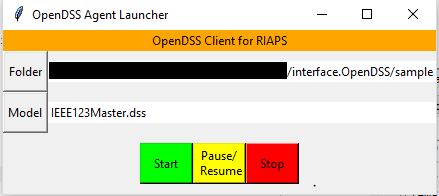 OpenDSS Agent Launcher
OpenDSS Client for RIAPS
Folder /interface.OpenDSS/sample
Model IEEE123Master.dss
Start Pause/ Stop
Resume